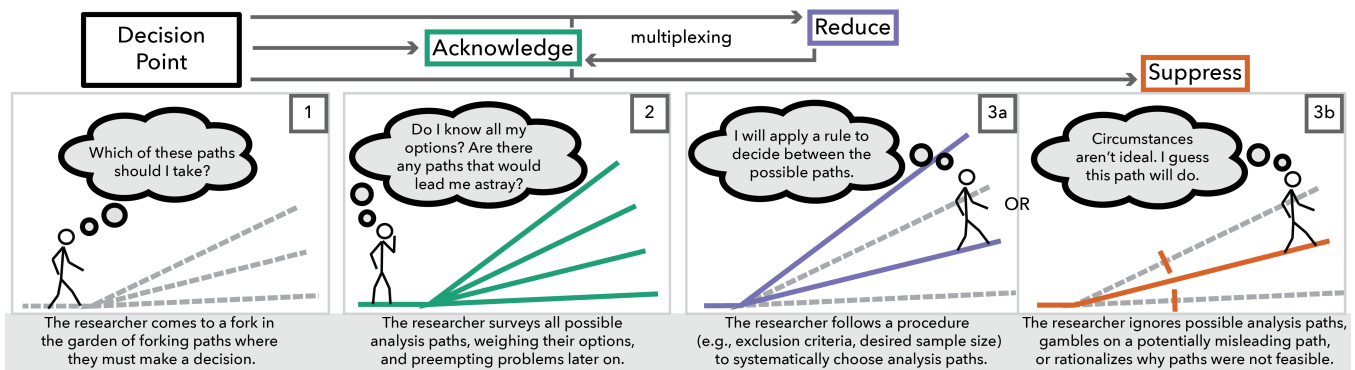 Decision
Point
Acknowledge
multiplexing
Reduce
Suppress
1
Which of these paths
should I take?
The researcher comes to a fork in
the garden of forking paths where
they must make a decision.
2
Do I know all my
options? Are there
any paths that would
lead me astray?
The researcher surveys all possible
analysis paths, weighing their options,
and preempting problems later on.
3a
I will apply a rule to
decide between the
possible paths.
OR
The researcher follows a procedure
(e.g., exclusion criteria, desired sample size)
to systematically choose analysis paths.
3b
Circumstances
aren’t ideal. I guess
this path will do.
The researcher ignores possible analysis paths,
gambles on a potentially misleading path,
or rationalizes why paths were not feasible.